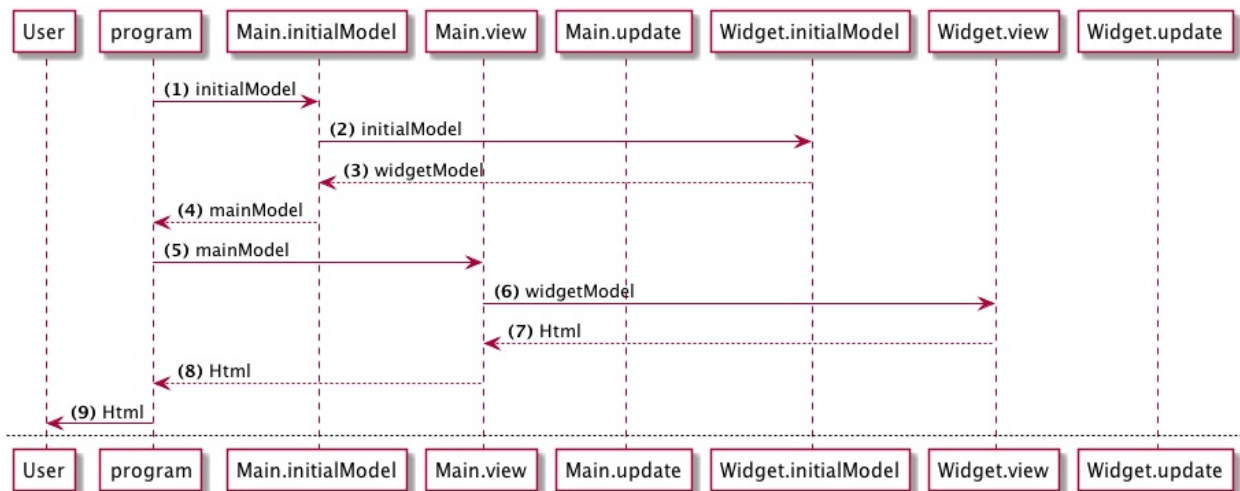 User program Main.initialModel Main.view Main.update Widget.initialModel Widget.view Widget.update
(1) initialModel
(2) initialModel
(3) widgetModel
(4) mainModel
(5) mainModel
(6) widgetModel
(7) Html
(8) Html
(9) Html
User program Main.initialModel Main.view Main.update Widget.initialModel Widget.view Widget.update